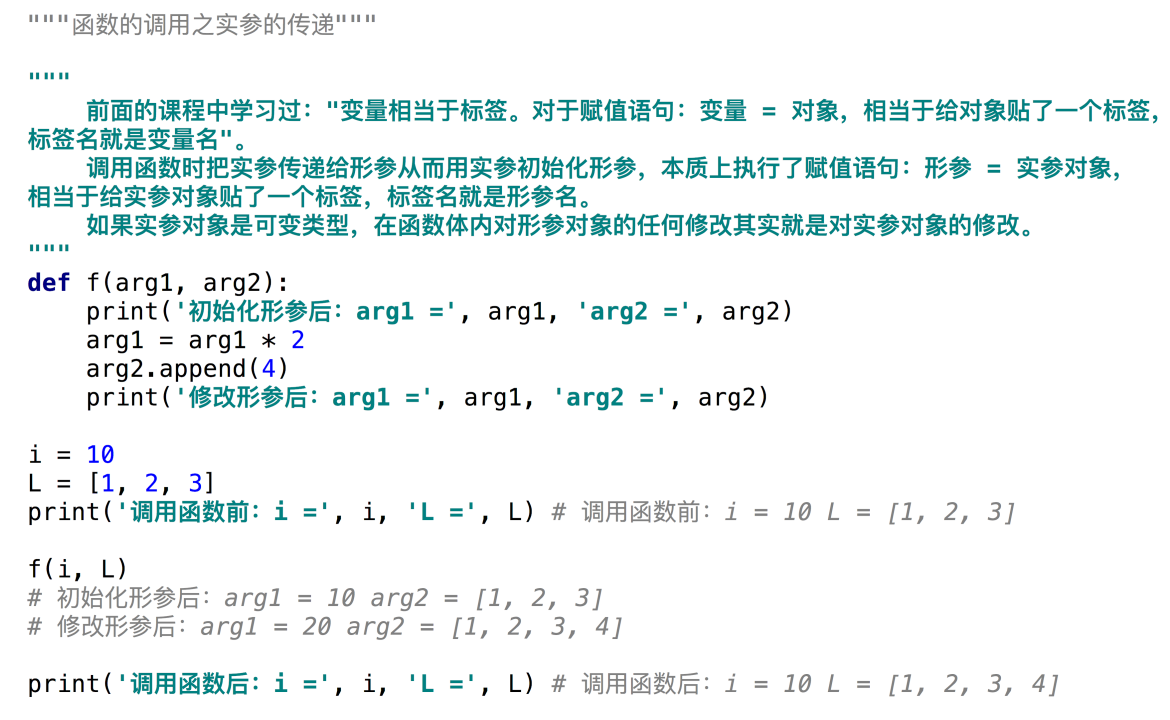 """函数的调用之实参的传递"""
"""
    前面的课程中学习过："变量相当于标签。对于赋值语句：变量 = 对象，相当于给对象贴了一个标签，
标签名就是变量名"。
    调用函数时把实参传递给形参从而用实参初始化形参，本质上执行了赋值语句：形参 = 实参对象，
相当于给实参对象贴了一个标签，标签名就是形参名。
    如果实参对象是可变类型，在函数体内对形参对象的任何修改其实就是对实参对象的修改。
"""
def f(arg1, arg2):
    print('初始化形参后：arg1 =', arg1, 'arg2 =', arg2)
    arg1 = arg1 * 2
    arg2.append(4)
    print('修改形参后：arg1 =', arg1, 'arg2 =', arg2)
i = 10
L = [1, 2, 3]
print('调用函数前：i =', i, 'L =', L) # 调用函数前：i = 10 L = [1, 2, 3]
f(i, L)
# 初始化形参后：arg1 = 10 arg2 = [1, 2, 3]
# 修改形参后：arg1 = 20 arg2 = [1, 2, 3, 4]
print('调用函数后：i =', i, 'L =', L) # 调用函数后：i = 10 L = [1, 2, 3, 4]